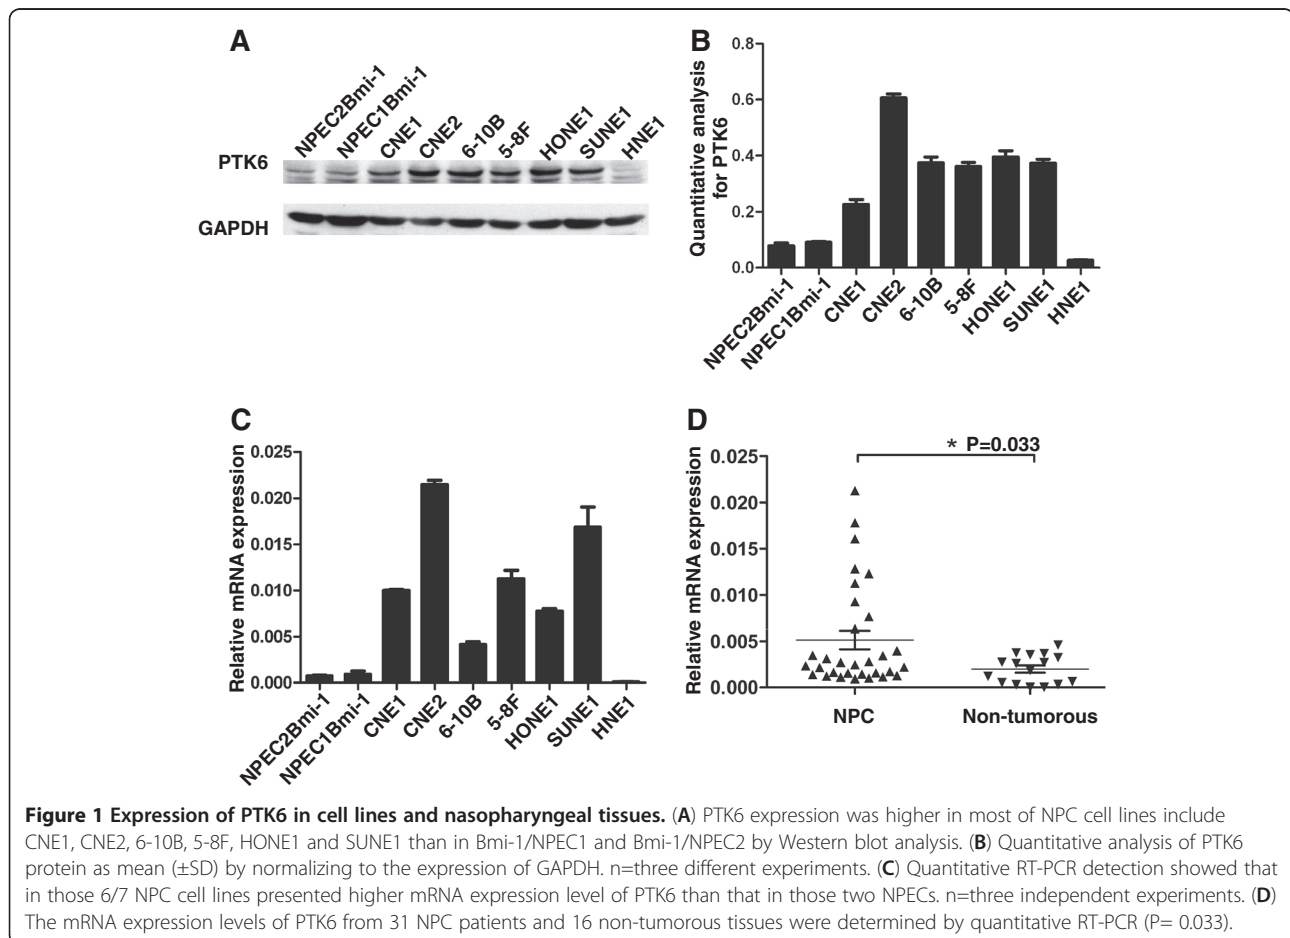 A
NPEC2Bmi-1
NPEC1Bmi-1
CNE1
CNE2
6-10B
5-8F
HONE1
SUNE1
HNE1
PTK6
GAPDH
B
Quantitative analysis
for PTK6
0.8
0.6
0.4
0.2
0.0
NPEC2Bmi-1
NPEC1Bmi-1
CNE1
CNE2
6-10B
5-8F
HONE1
SUNE1
HNE1
C
Relative mRNA expression
0.025
0.020
0.015
0.010
0.005
0.000
NPEC2Bmi-1
NPEC1Bmi-1
CNE1
CNE2
6-10B
5-8F
HONE1
SUNE1
HNE1
D
* P=0.033
Relative mRNA expression
0.025
0.020
0.015
0.010
0.005
0.000
NPC
Non-tumorous
Figure 1 Expression of PTK6 in cell lines and nasopharyngeal tissues. (A) PTK6 expression was higher in most of NPC cell lines include
CNE1, CNE2, 6-10B, 5-8F, HONE1 and SUNE1 than in Bmi-1/NPEC1 and Bmi-1/NPEC2 by Western blot analysis. (B) Quantitative analysis of PTK6
protein as mean (±SD) by normalizing to the expression of GAPDH. n=three different experiments. (C) Quantitative RT-PCR detection showed that
in those 6/7 NPC cell lines presented higher mRNA expression level of PTK6 than that in those two NPECs. n=three independent experiments. (D)
The mRNA expression levels of PTK6 from 31 NPC patients and 16 non-tumorous tissues were determined by quantitative RT-PCR (P= 0.033).